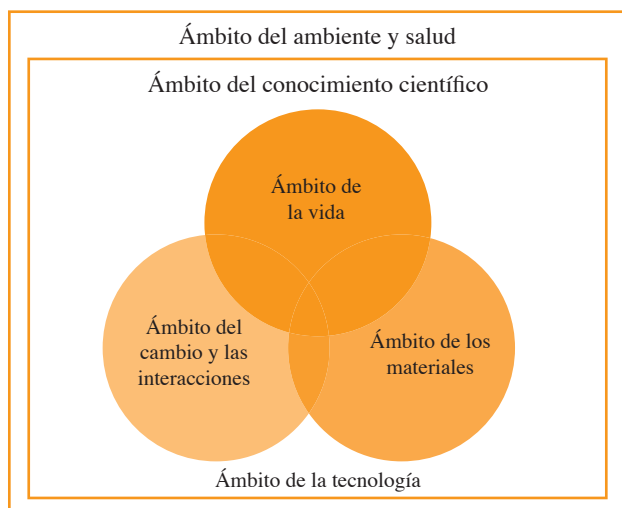 Ámbito del ambiente y salud
Ámbito del conocimiento científico
Ámbito de
la vida
Ámbito del
cambio y las
interacciones
Ámbito de los
materiales
Ámbito de la tecnología